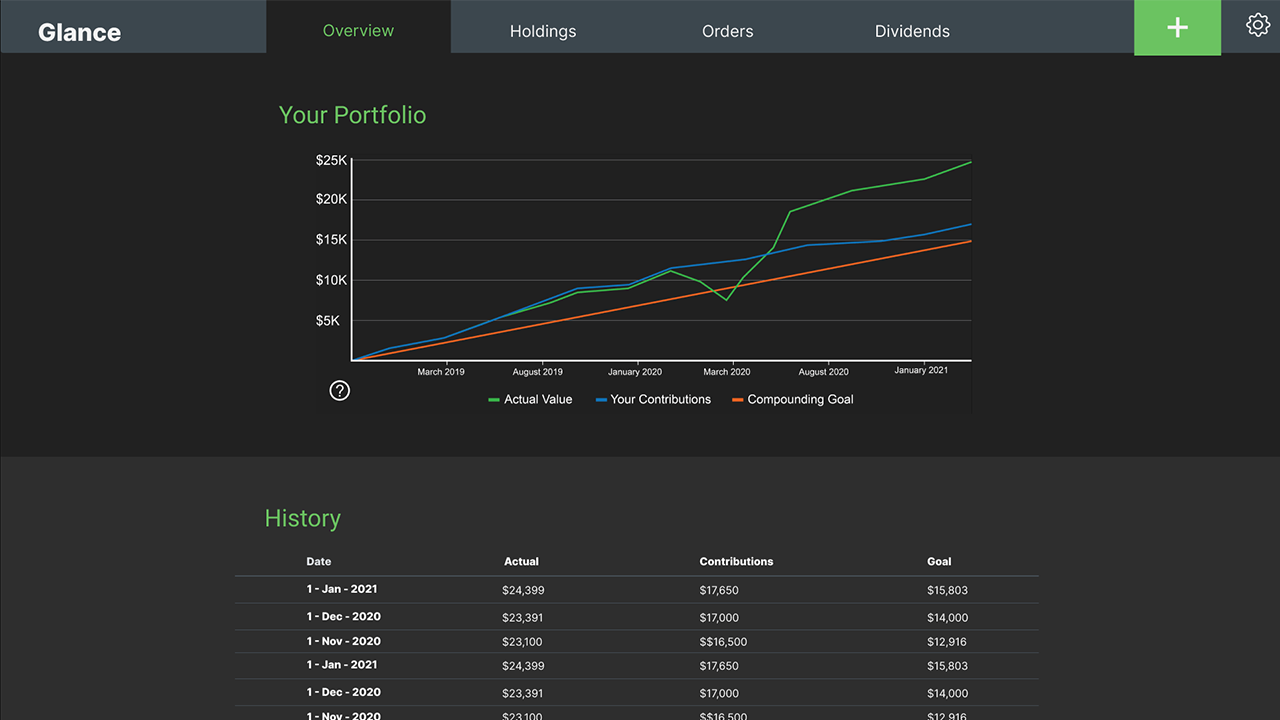 Glance Overview Holdings Orders Dividends +
Your Portfolio
$25K
$20K
$15K
$10K
$5K
March 2019 August 2019 January 2020 March 2020 August 2020 January 2021
?
Actual Value Your Contributions Compounding Goal
History
Date Actual Contributions Goal
1 - Jan - 2021 $24,399 $17,650 $15,803
1 - Dec - 2020 $23,391 $17,000 $14,000
1 - Nov - 2020 $23,100 $$16,500 $12,916
1 - Jan - 2021 $24,399 $17,650 $15,803
1 - Dec - 2020 $23,391 $17,000 $14,000
1 - Nov - 2020 $23,100 $$16,500 $12,916